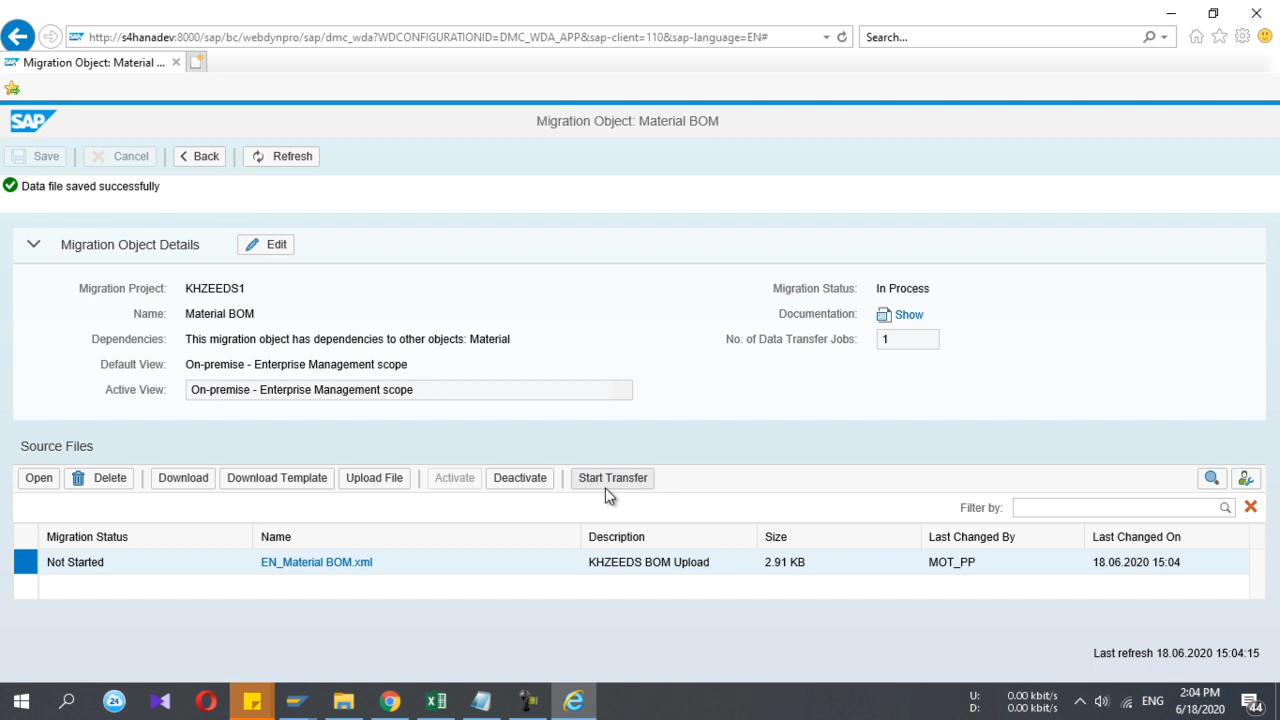 http://s4hanadev:8000/sap/bc/webdynpro/sap/dmc_wda?WDCONFIGURATIONID=DMC_WDA_APP&sap-client=110&sap-language=EN#
Search...
Migration Object: Material ...
SAP
Migration Object: Material BOM
Save
Cancel
Back
Refresh
Data file saved successfully
Migration Object Details
Edit
Migration Project: KHZEEDS1
Migration Status: In Process
Name: Material BOM
Documentation: Show
Dependencies: This migration object has dependencies to other objects: Material
No. of Data Transfer Jobs: 1
Default View: On-premise - Enterprise Management scope
Active View: On-premise - Enterprise Management scope
Source Files
Open
Delete
Download
Download Template
Upload File
Activate
Deactivate
Start Transfer
Filter by:
Migration Status Name Description Size Last Changed By Last Changed On
Not Started EN_Material BOM.xml KHZEEDS BOM Upload 2.91 KB MOT_PP 18.06.2020 15:04
Last refresh 18.06.2020 15:04:15
24
U: 0.00 kbit/s
D: 0.00 kbit/s
ENG
2:04 PM
6/18/2020
44